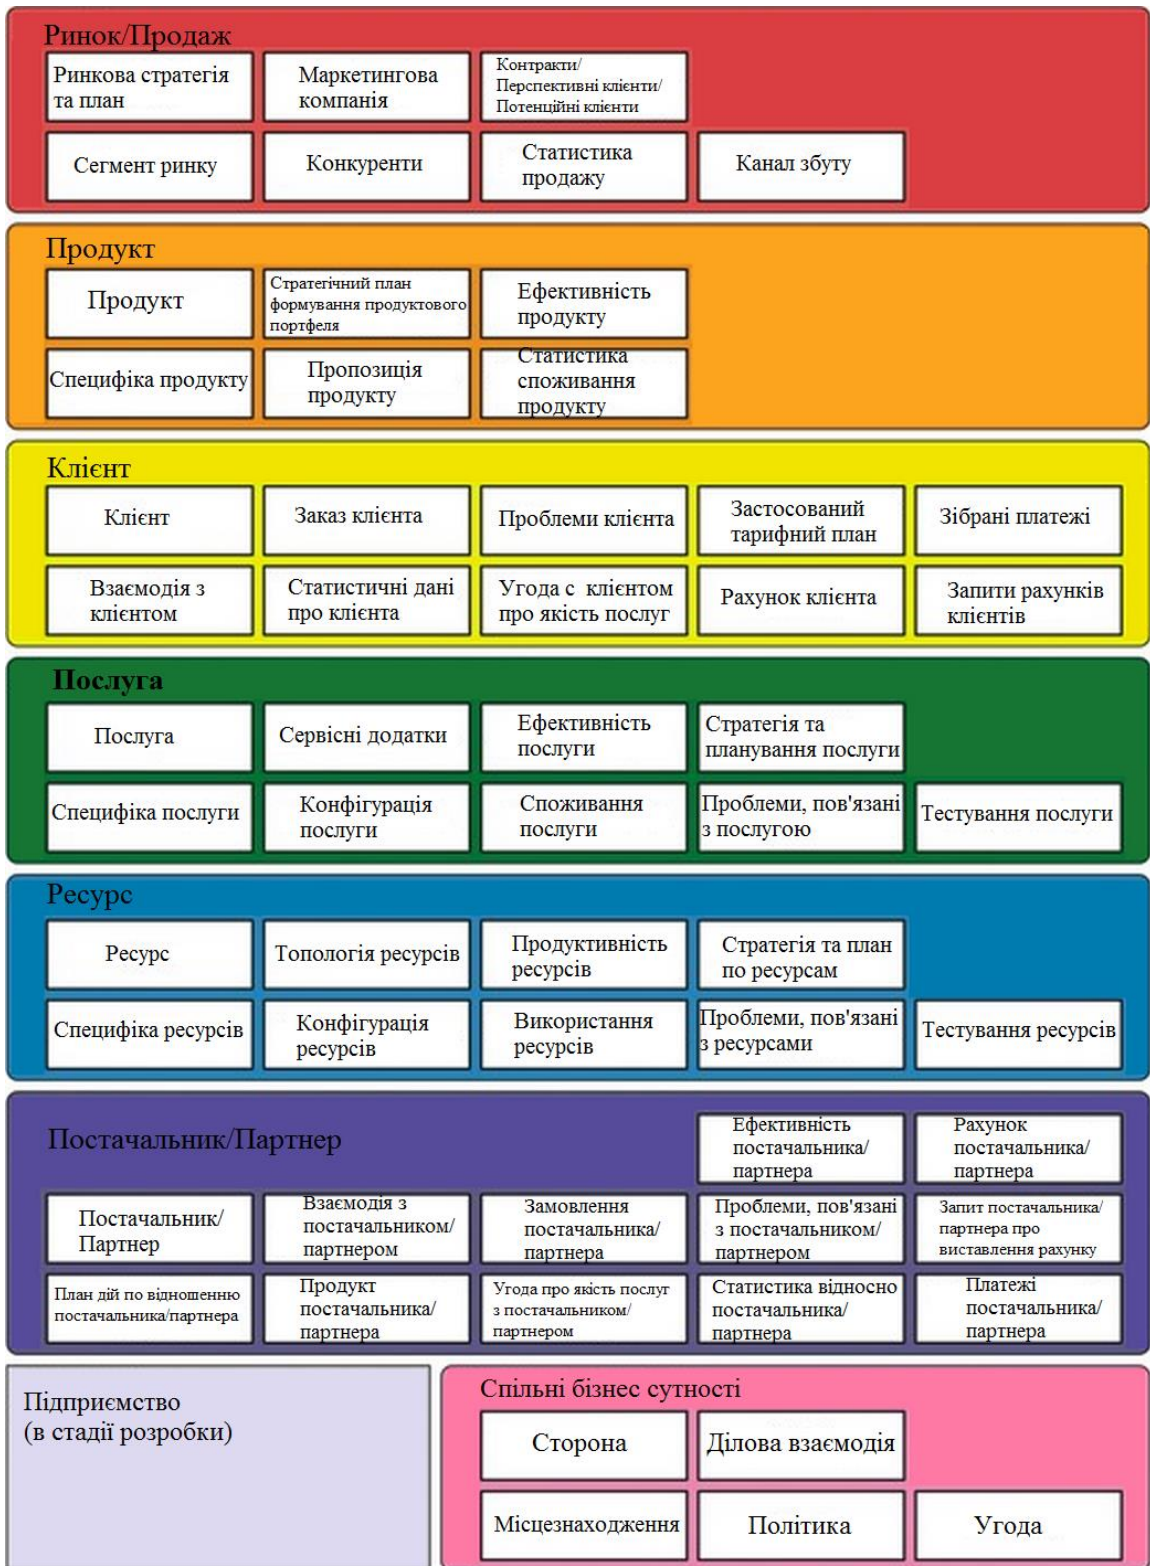 Ринок/Продаж
Ринкова стратегія
та план
Маркетингова
компанія
Контракти/
Перспективні клієнти/
Потенційні клієнти
Сегмент ринку
Конкуренти
Статистика
продажу
Канал збуту
Продукт
Продукт
Стратегічний план
формування продуктового
портфеля
Ефективність
продукту
Специфіка продукту
Пропозиція
продукту
Статистика
споживання
продукту
Клієнт
Клієнт
Заказ клієнта
Проблеми клієнта
Застосований
тарифний план
Зібрані платежі
Взаємодія з
клієнтом
Статистичні дані
про клієнта
Угода с клієнтом
про якість послуг
Рахунок клієнта
Запити рахунків
клієнтів
Послуга
Послуга
Сервісні додатки
Ефективність
послуги
Стратегія та
планування послуги
Специфіка послуги
Конфігурація
послуги
Споживання
послуги
Проблеми, пов'язані
з послугою
Тестування послуги
Ресурс
Ресурс
Топологія ресурсів
Продуктивність
ресурсів
Стратегія та план
по ресурсам
Специфіка ресурсів
Конфігурація
ресурсів
Використання
ресурсів
Проблеми, пов'язані
з ресурсами
Тестування ресурсів
Постачальник/Партнер
Ефективність
постачальника/
партнера
Рахунок
постачальника/
партнера
Постачальник/
Партнер
Взаємодія з
постачальником/
партнером
Замовлення
постачальника/
партнера
Проблеми, пов'язані
з постачальником/
партнером
Запит постачальника/
партнера про
виставлення рахунку
План дій по відношенню
постачальника/партнера
Продукт
постачальника/
партнера
Угода про якість послуг
з постачальником/
партнером
Статистика відносно
постачальника/
партнера
Платежі
постачальника/
партнера
Підприємство
(в стадії розробки)
Спільні бізнес сутності
Сторона
Ділова взаємодія
Місцезнаходження
Політика
Угода